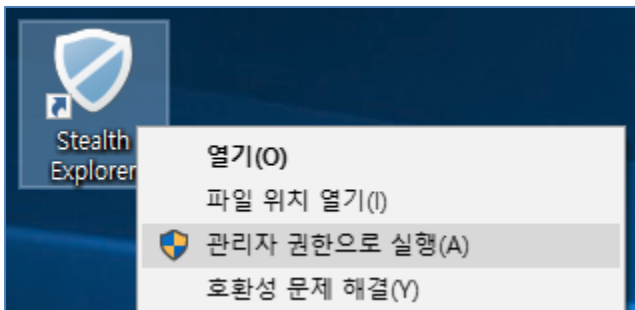 Stealth
Explorer
열기(O)
파일 위치 열기(I)
관리자 권한으로 실행(A)
호환성 문제 해결(Y)